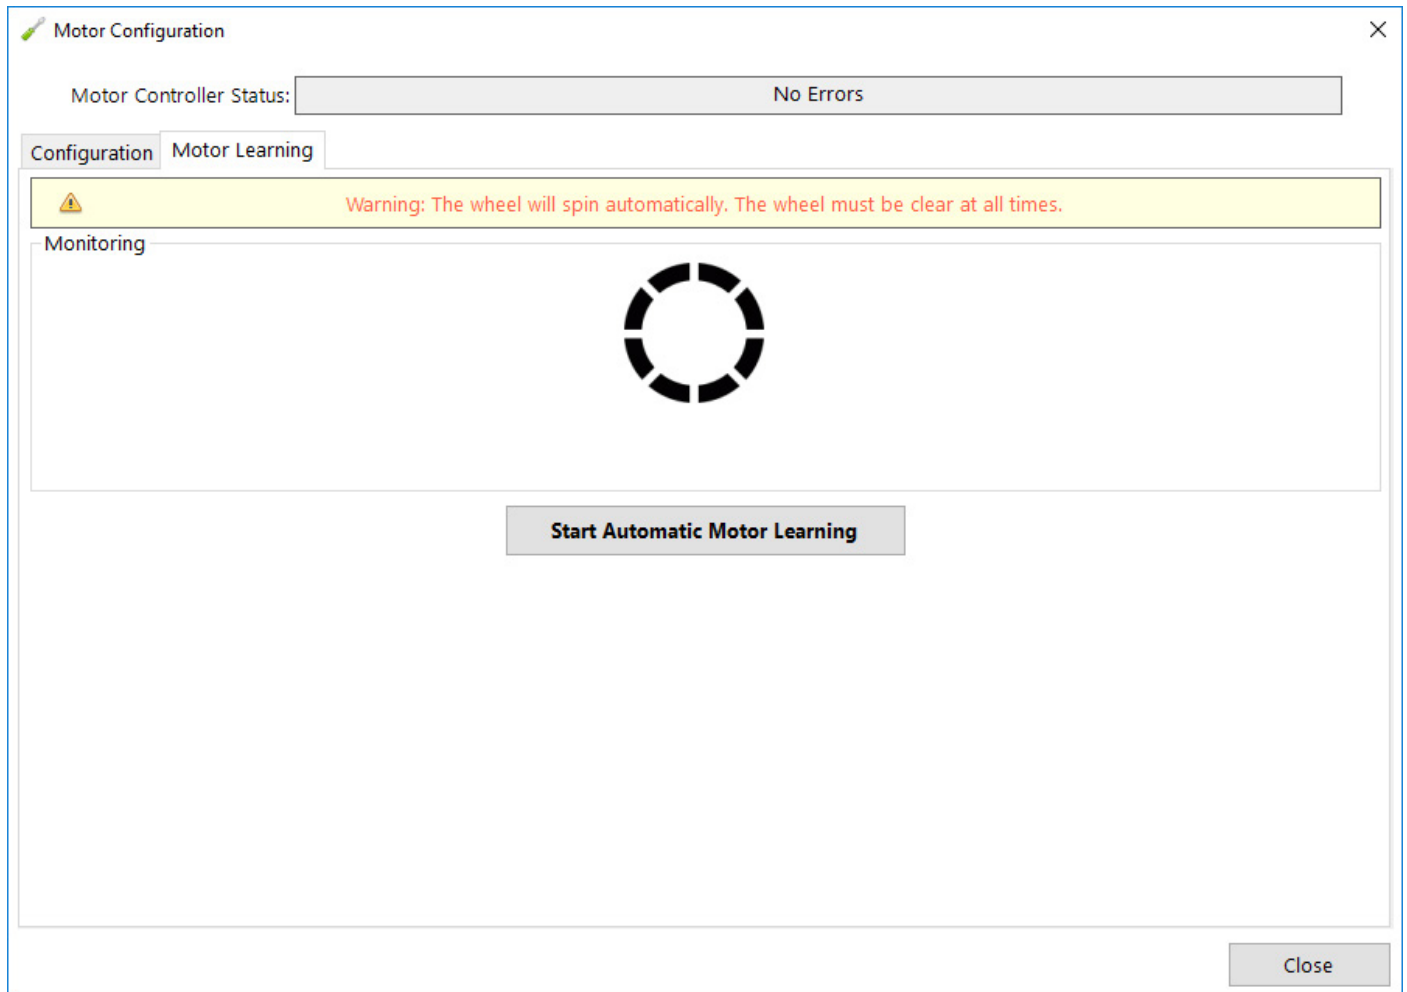 Motor Configuration
Motor Controller Status: No Errors
Configuration Motor Learning
Warning: The wheel will spin automatically. The wheel must be clear at all times.
Monitoring
Start Automatic Motor Learning
Close